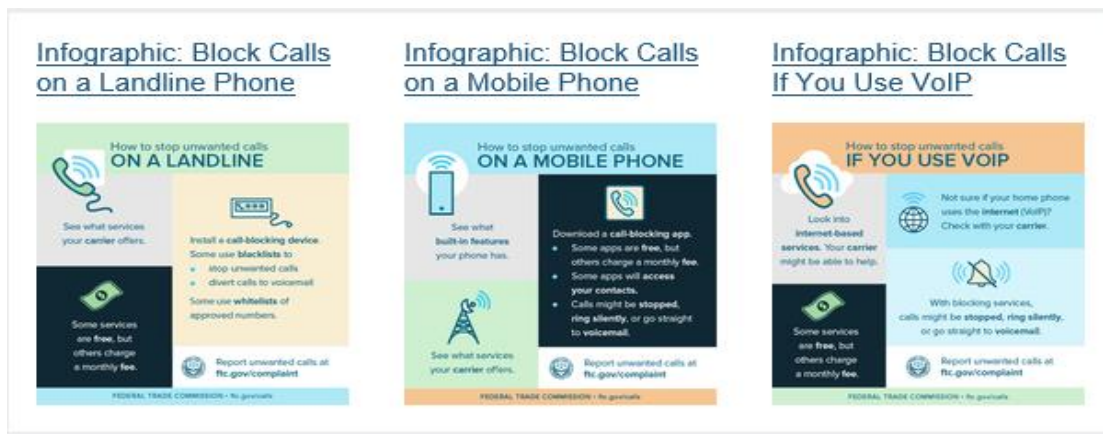 Infographic: Block Calls
on a Landline Phone
How to stop unwanted calls
ON A LANDLINE
See what services
your carrier offers.
Install a call-blocking device.
Some use blacklists to
• stop unwanted calls
• divert calls to voicemail
Some use whitelists of
approved numbers.
Some services
are free, but
others charge
a monthly fee.
Report unwanted calls at
ftc.gov/complaint
FEDERAL TRADE COMMISSION • ftc.gov/calls
Infographic: Block Calls
on a Mobile Phone
How to stop unwanted calls
ON A MOBILE PHONE
See what
built-in features
your phone has.
Download a call-blocking app.
• Some apps are free, but
others charge a monthly fee.
• Some apps will access
your contacts.
• Calls might be stopped,
ring silently, or go straight
to voicemail.
See what services
your carrier offers.
Report unwanted calls at
ftc.gov/complaint
FEDERAL TRADE COMMISSION • ftc.gov/calls
Infographic: Block Calls
If You Use VoIP
How to stop unwanted calls
IF YOU USE VOIP
Look into
internet-based
services. Your carrier
might be able to help.
Not sure if your home phone
uses the internet (VoIP)?
Check with your carrier.
With blocking services,
calls might be stopped, ring silently,
or go straight to voicemail.
Some services
are free, but
others charge
a monthly fee.
Report unwanted calls at
ftc.gov/complaint
FEDERAL TRADE COMMISSION • ftc.gov/calls